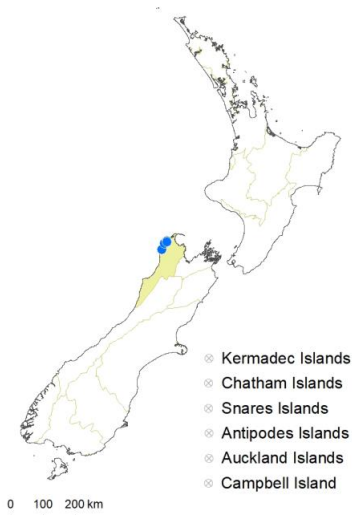 Kermadec Islands
Chatham Islands
Snares Islands
Antipodes Islands
Auckland Islands
Campbell Island
0 100 200 km